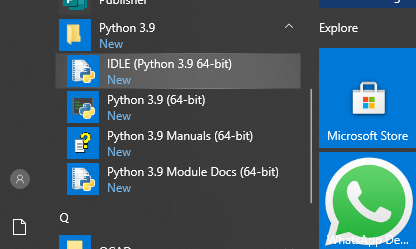 Publisher
Python 3.9
New
Explore
IDLE (Python 3.9 64-bit)
New
Python 3.9 (64-bit)
New
Python 3.9 Manuals (64-bit)
New
Python 3.9 Module Docs (64-bit)
New
Microsoft Store
Q
QCAD
WhatsApp De...